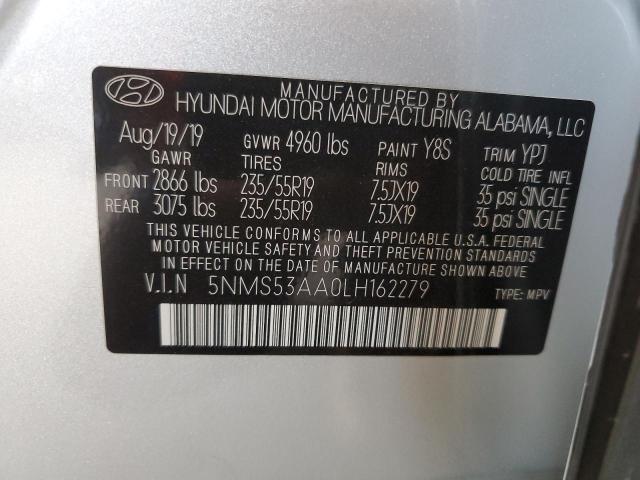 MANUFACTURED BY
HYUNDAI MOTOR MANUFACTURING ALABAMA, LLC
Aug/19/19 GVWR 4960 lbs PAINT Y8S TRIM YPJ
GAWR TIRES RIMS COLD TIRE INFL
FRONT 2866 lbs 235/55R19 7.5JX19 35 psi SINGLE
REAR 3075 lbs 235/55R19 7.5JX19 35 psi SINGLE
THIS VEHICLE CONFORMS TO ALL APPLICABLE U.S.A. FEDERAL
MOTOR VEHICLE SAFETY AND THEFT PREVENTION STANDARDS
IN EFFECT ON THE DATE OF MANUFACTURE SHOWN ABOVE.
V.I.N 5NMS53AA0LH162279 TYPE: MPV